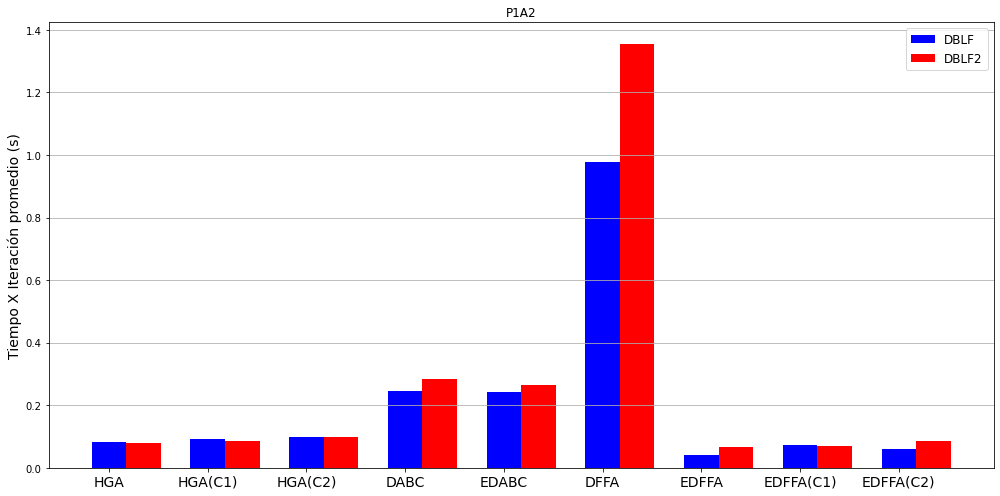 P1A2
DBLF
DBLF2
Tiempo X Iteración promedio (s)
1.4
1.2
1.0
0.8
0.6
0.4
0.2
0.0
HGA HGA(C1) HGA(C2) DABC EDABC DFFA EDFFA EDFFA(C1) EDFFA(C2)